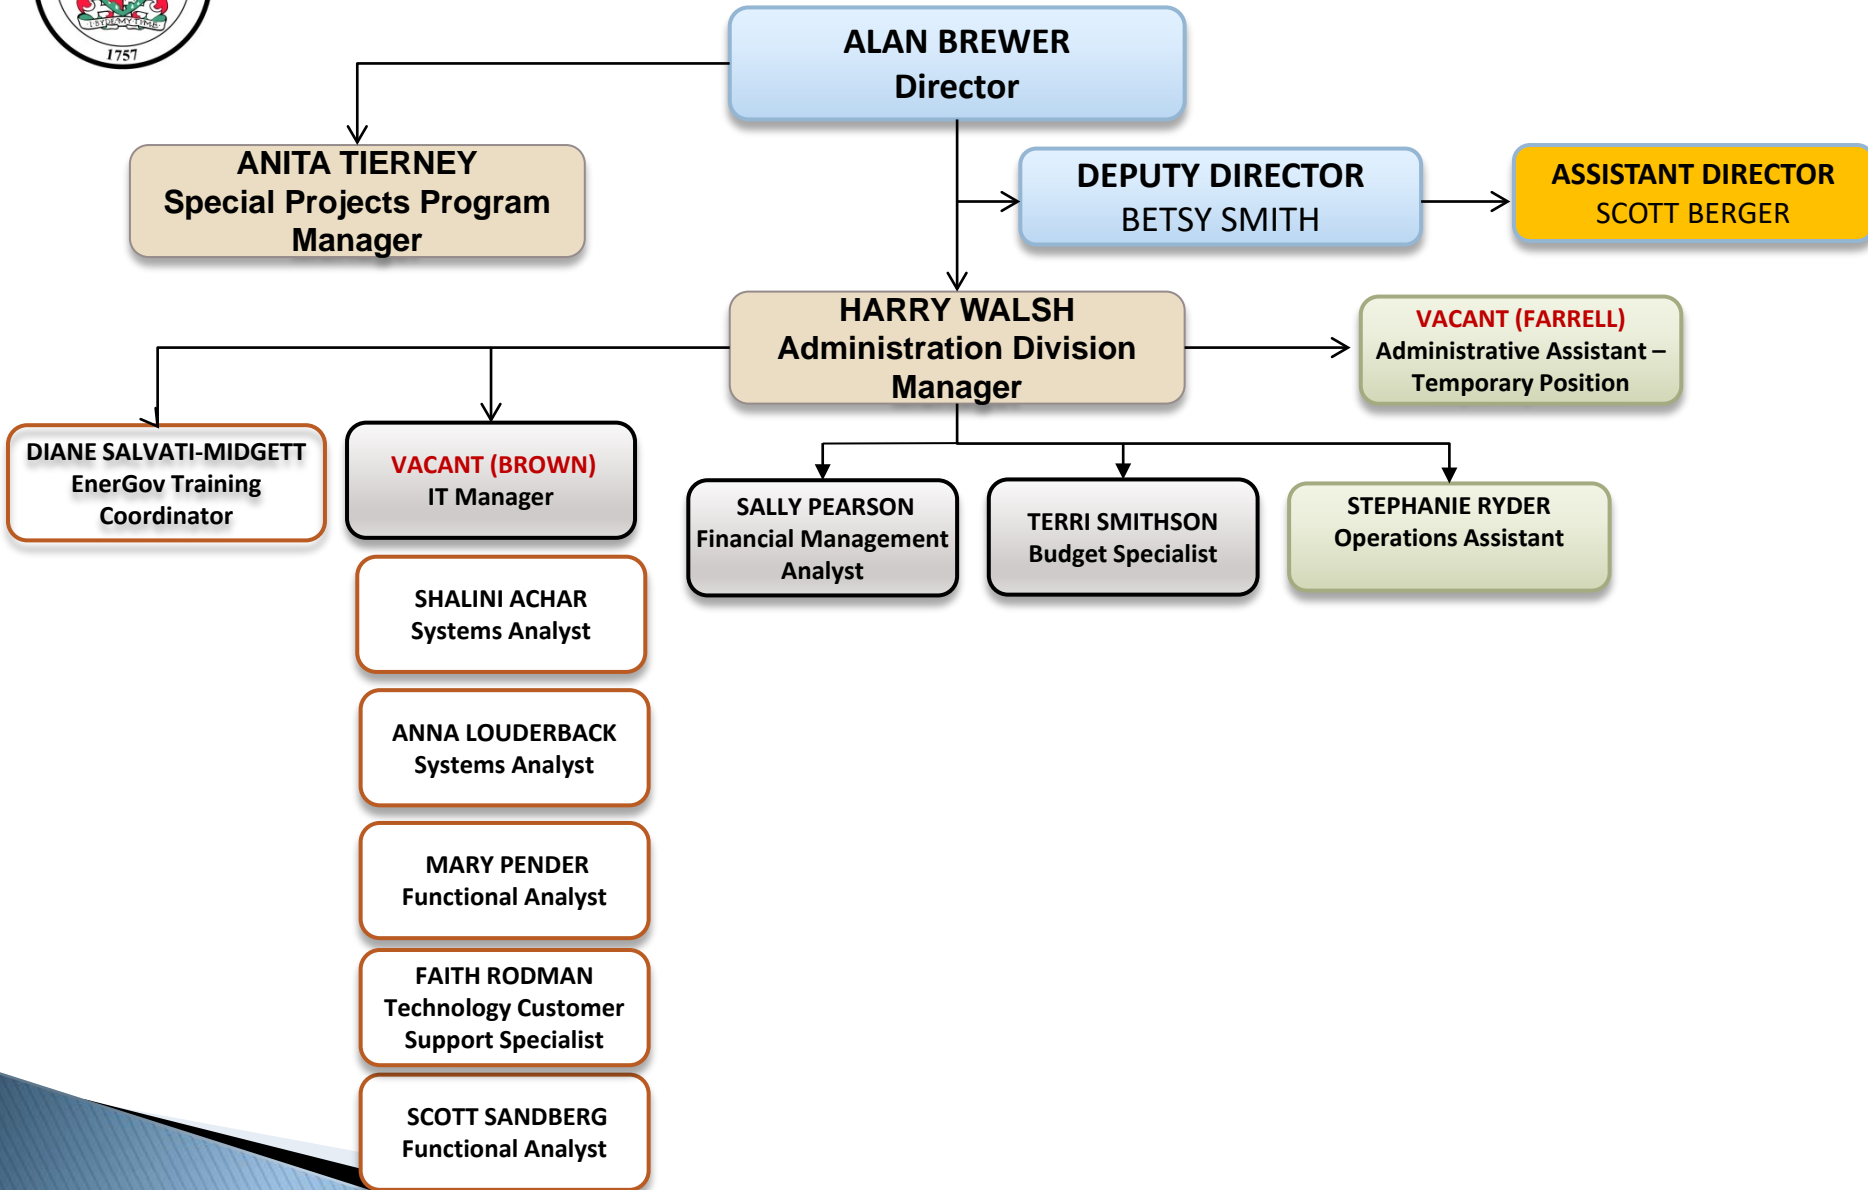 I BYDE MY TYME
1757
ALAN BREWER
Director
ANITA TIERNEY
Special Projects Program
Manager
DEPUTY DIRECTOR
BETSY SMITH
ASSISTANT DIRECTOR
SCOTT BERGER
HARRY WALSH
Administration Division
Manager
VACANT (FARRELL)
Administrative Assistant –
Temporary Position
DIANE SALVATI-MIDGETT
EnerGov Training
Coordinator
VACANT (BROWN)
IT Manager
SALLY PEARSON
Financial Management
Analyst
TERRI SMITHSON
Budget Specialist
STEPHANIE RYDER
Operations Assistant
SHALINI ACHAR
Systems Analyst
ANNA LOUDERBACK
Systems Analyst
MARY PENDER
Functional Analyst
FAITH RODMAN
Technology Customer
Support Specialist
SCOTT SANDBERG
Functional Analyst